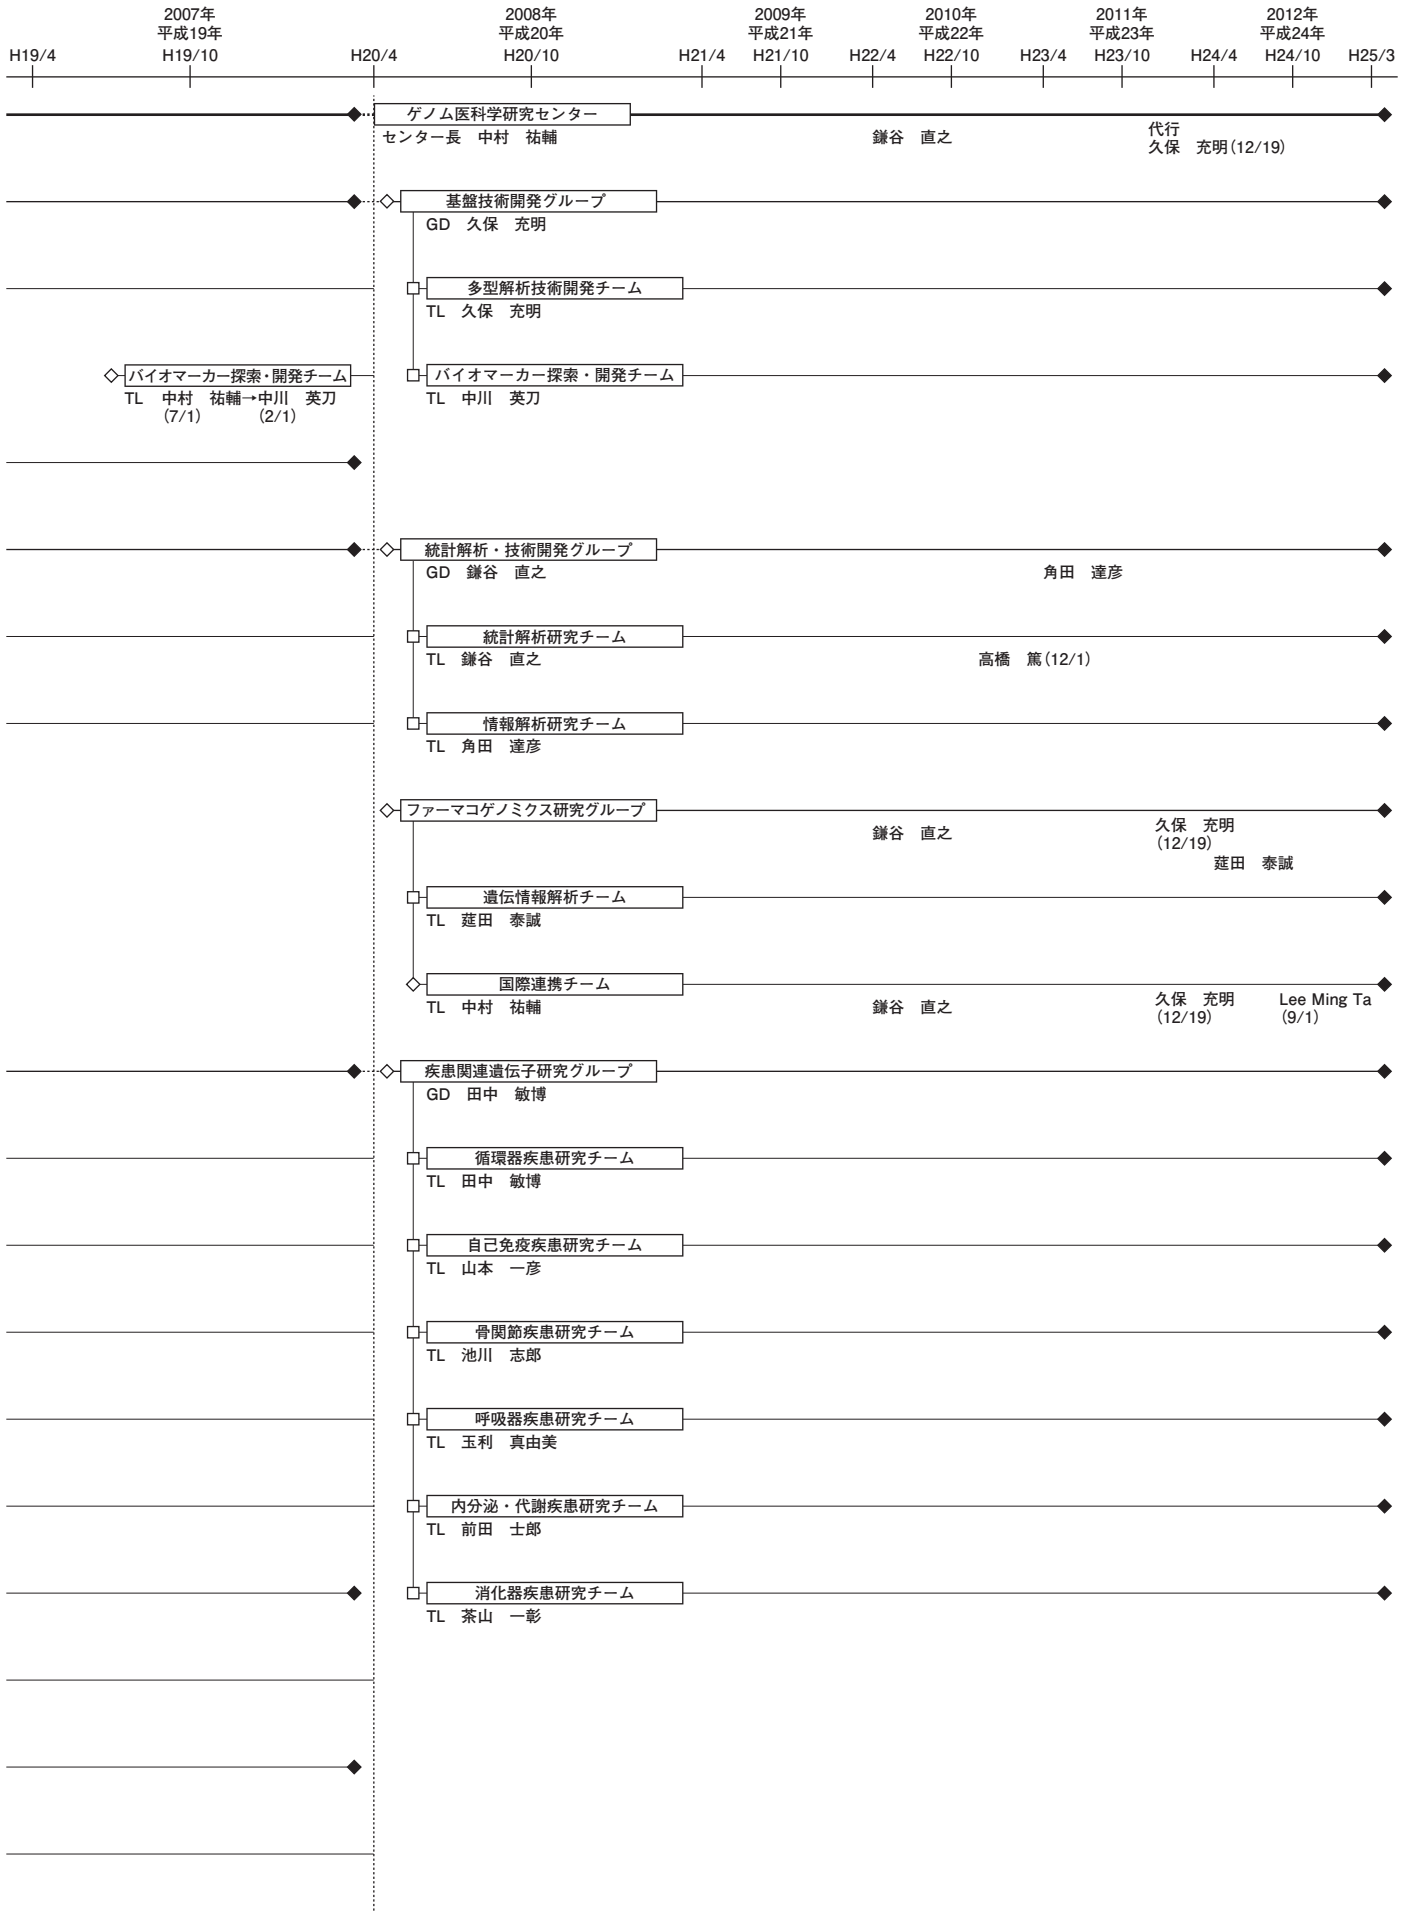 2007年 2008年 2009年 2010年 2011年 2012年
平成19年 平成20年 平成21年 平成22年 平成23年 平成24年
H19/4 H19/10 H20/4 H20/10 H21/4 H21/10 H22/4 H22/10 H23/4 H23/10 H24/4 H24/10 H25/3
ゲノム医科学研究センター
センター長 中村 祐輔 鎌谷 直之 代行
久保 充明(12/19)
基盤技術開発グループ
GD 久保 充明
多型解析技術開発チーム
TL 久保 充明
バイオマーカー探索・開発チーム バイオマーカー探索・開発チーム
TL 中村 祐輔→中川 英刀 TL 中川 英刀
(7/1) (2/1)
統計解析・技術開発グループ
GD 鎌谷 直之 角田 達彦
統計解析研究チーム
TL 鎌谷 直之 高橋 篤(12/1)
情報解析研究チーム
TL 角田 達彦
ファーマコゲノミクス研究グループ
鎌谷 直之 久保 充明
(12/19)
莚田 泰誠
遺伝情報解析チーム
TL 莚田 泰誠
国際連携チーム
TL 中村 祐輔 鎌谷 直之 久保 充明 Lee Ming Ta
(12/19) (9/1)
疾患関連遺伝子研究グループ
GD 田中 敏博
循環器疾患研究チーム
TL 田中 敏博
自己免疫疾患研究チーム
TL 山本 一彦
骨関節疾患研究チーム
TL 池川 志郎
呼吸器疾患研究チーム
TL 玉利 真由美
内分泌・代謝疾患研究チーム
TL 前田 士郎
消化器疾患研究チーム
TL 茶山 一彰